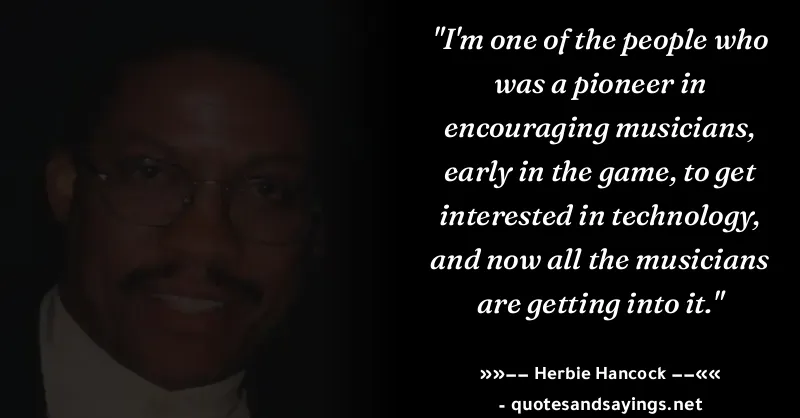 "I'm one of the people who
was a pioneer in
encouraging musicians,
early in the game, to get
interested in technology,
and now all the musicians
are getting into it."
»»−− Herbie Hancock −−««
- quotesandsayings.net